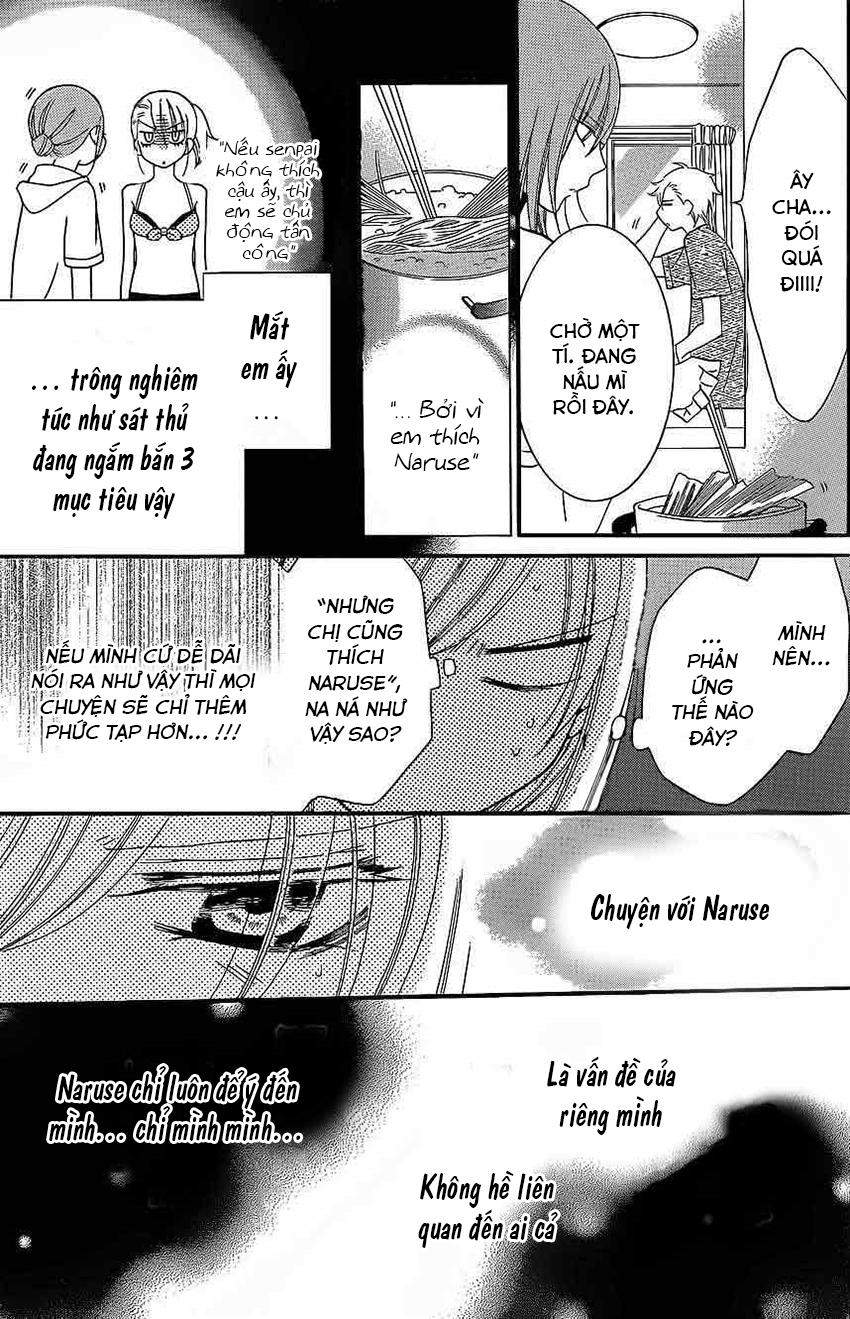 ÂY
CHA...
ĐÓI
QUÁ
ĐIIII!
CHỜ MỘT
TÍ. ĐANG
NẤU MÌ
RỒI ĐÂY.
"... Bởi vì
em thích
Naruse"
"Nếu senpai
không thích
cậu ấy, thì
em sẽ chủ
động tấn
công"
Mắt
em ấy
...
... trông nghiêm
túc như sát thủ
đang ngắm bắn 3
mục tiêu vậy
MÌNH
NÊN...
...
PHẢN
ỨNG
THẾ NÀO
ĐÂY?
"NHƯNG
CHỊ CŨNG
THÍCH
NARUSE",
NA NÁ NHƯ
VẬY SAO?
NẾU MÌNH CỨ DỄ DÃI
NÓI RA NHƯ VẬY THÌ MỌI
CHUYỆN SẼ CHỈ THÊM
PHỨC TẠP HƠN... !!!
Chuyện với Naruse
Là vấn đề của
riêng mình
Không hề liên
quan đến ai cả
Naruse chỉ luôn để ý đến
mình... chỉ mình mình...